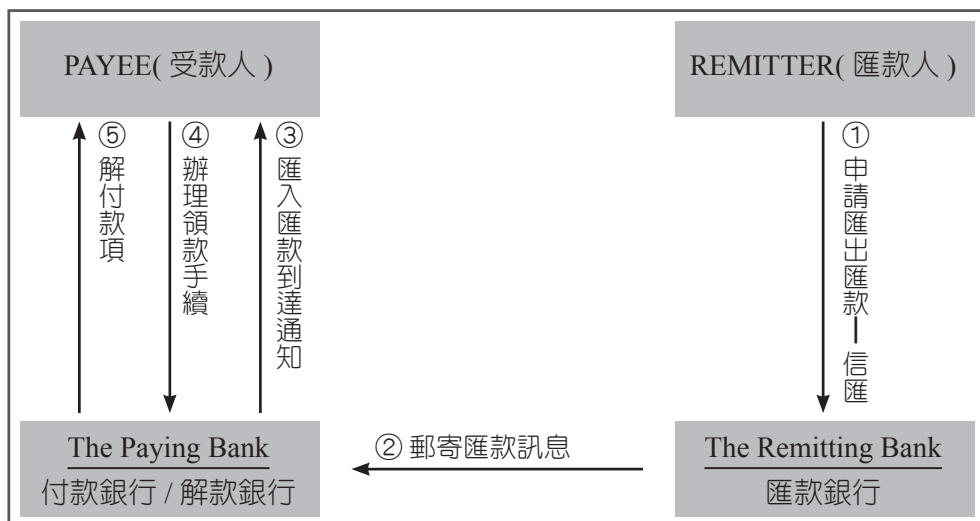 PAYEE( 受款人 )
REMITTER( 匯款人 )
⑤ 解付款項
④ 辦理領款手續
③ 匯入匯款到達通知
① 申請匯出匯款—信匯
② 郵寄匯款訊息
The Paying Bank
付款銀行 / 解款銀行
The Remitting Bank
匯款銀行